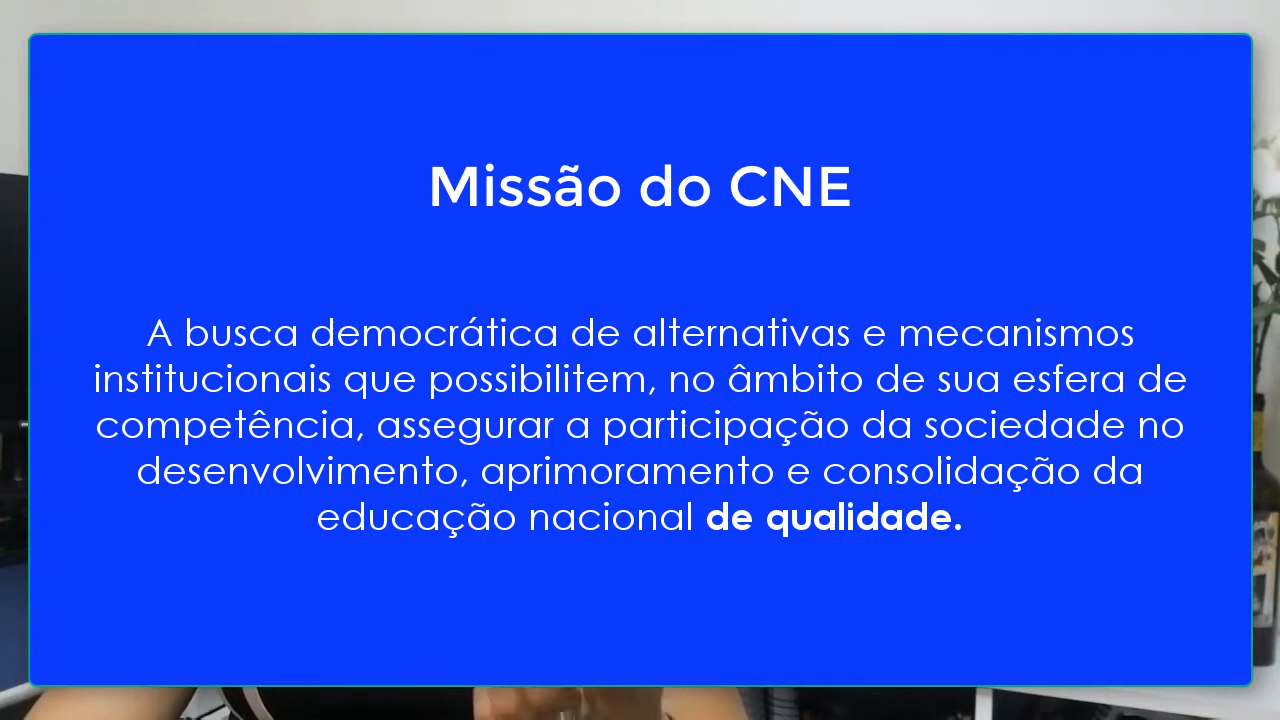 Missão do CNE
A busca democrática de alternativas e mecanismos
institucionais que possibilitem, no âmbito de sua esfera de
competência, assegurar a participação da sociedade no
desenvolvimento, aprimoramento e consolidação da
educação nacional de qualidade.